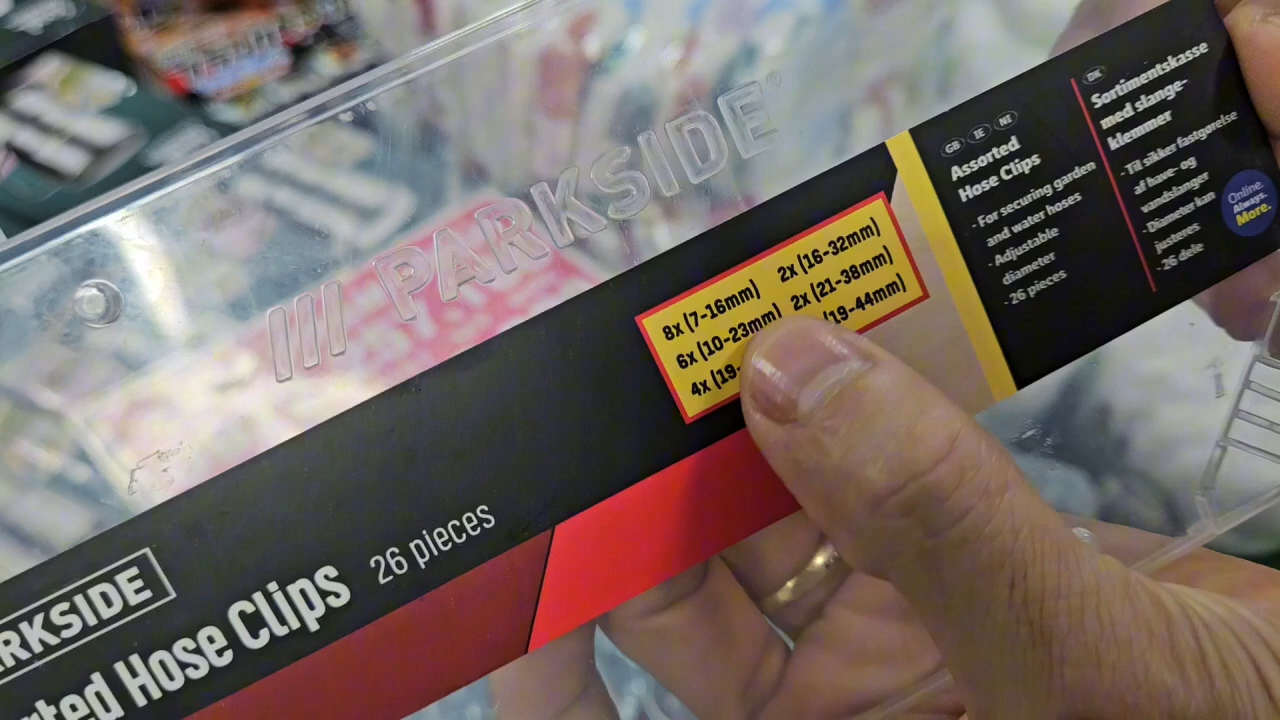 PARKSIDE®
8x (7-16mm) 2x (16-32mm)
6x (10-23mm) 2x (21-38mm)
4x (19- (19-44mm)
GB IE NI
Assorted
Hose Clips
- For securing garden
and water hoses
- Adjustable
diameter
- 26 pieces
DK
Sortimentskasse
med slange-
klemmer
- Til sikker fastgørelse
af have- og
vandslanger
- Diameter kan
justeres
- 26 dele
Online.
Always.
More.
ARKSIDE
rted Hose Clips 26 pieces